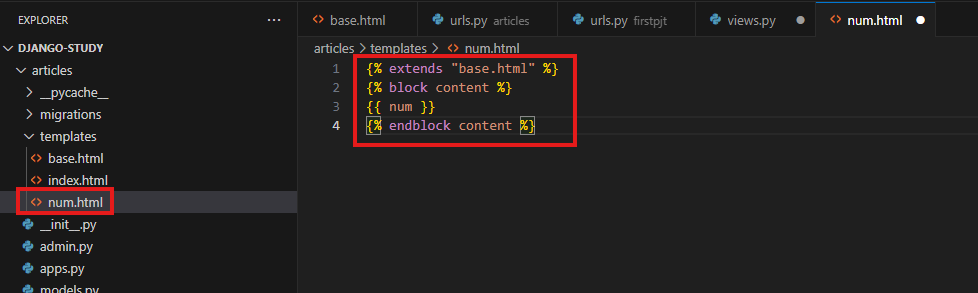 EXPLORER ···
base.html urls.py articles urls.py firstpjt views.py num.html
DJANGO-STUDY
articles > templates > num.html
articles
1 {% extends "base.html" %}
__pycache__
2 {% block content %}
migrations
3 {{ num }}
templates
4 {% endblock content %}
base.html
index.html
num.html
__init__.py
admin.py
apps.py
models.py